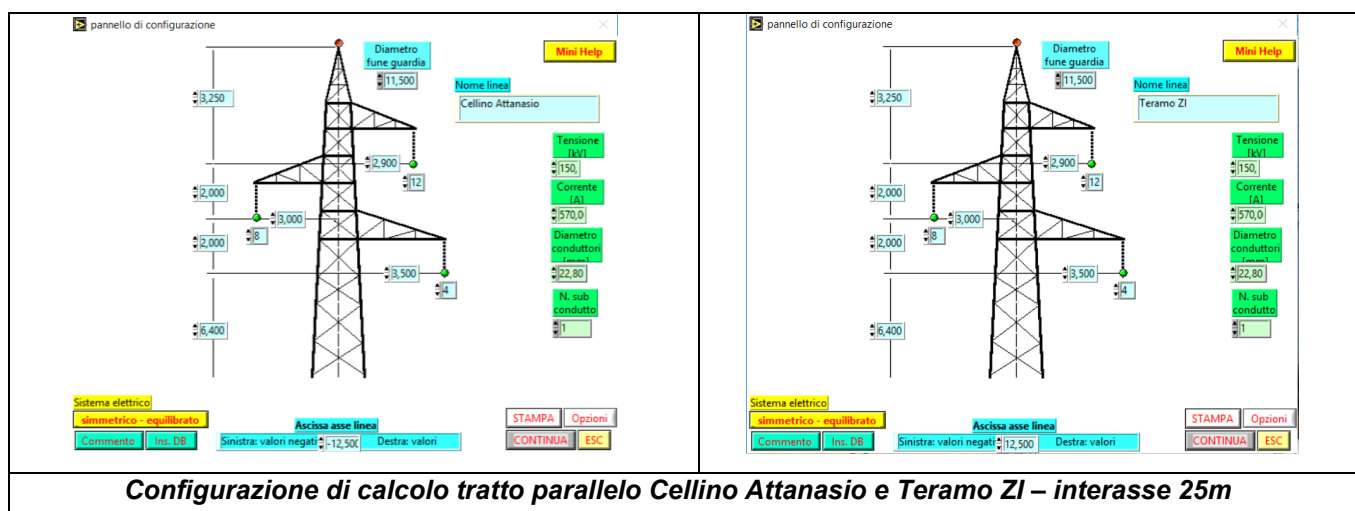 pannello di configurazione
Diametro
fune guardia
11,500
Mini Help
Nome linea
Cellino Attanasio
3,250
Tensione
[kV]
150,
2,900
12
2,000
Corrente
[A]
570,0
3,000
8
2,000
Diametro
conduttori
[mm]
22,80
3,500
4
N. sub
condutto
1
6,400
Sistema elettrico
simmetrico - equilibrato
Commento
Ins. DB
Ascissa asse linea
Sinistra: valori negati
-12,500
Destra: valori
STAMPA
Opzioni
CONTINUA
ESC
pannello di configurazione
Diametro
fune guardia
11,500
Mini Help
Nome linea
Teramo ZI
3,250
Tensione
[kV]
150,
2,900
12
2,000
Corrente
[A]
570,0
3,000
8
2,000
Diametro
conduttori
[mm]
22,80
3,500
4
N. sub
condutto
1
6,400
Sistema elettrico
simmetrico - equilibrato
Commento
Ins. DB
Ascissa asse linea
Sinistra: valori negati
12,500
Destra: valori
STAMPA
Opzioni
CONTINUA
ESC
Configurazione di calcolo tratto parallelo Cellino Attanasio e Teramo ZI – interasse 25m